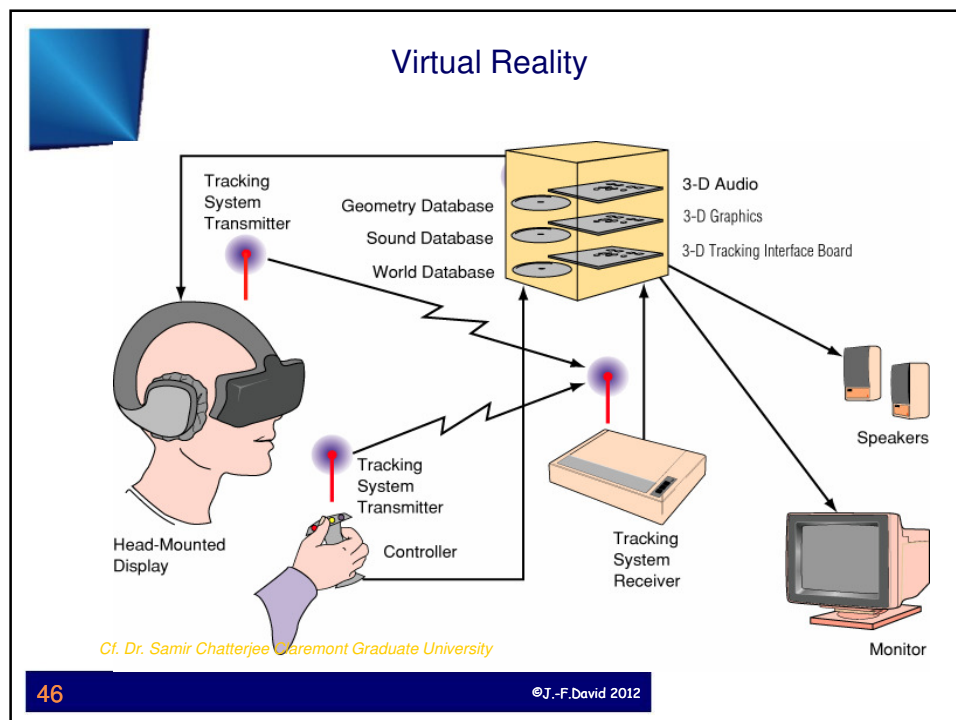 Virtual Reality
Tracking
System
Transmitter
Geometry Database
Sound Database
World Database
3-D Audio
3-D Graphics
3-D Tracking Interface Board
Speakers
Tracking
System
Transmitter
Head-Mounted
Display
Controller
Tracking
System
Receiver
Monitor
Cf. Dr. Samir Chatterjee Claremont Graduate University
46
©J.-F.David 2012